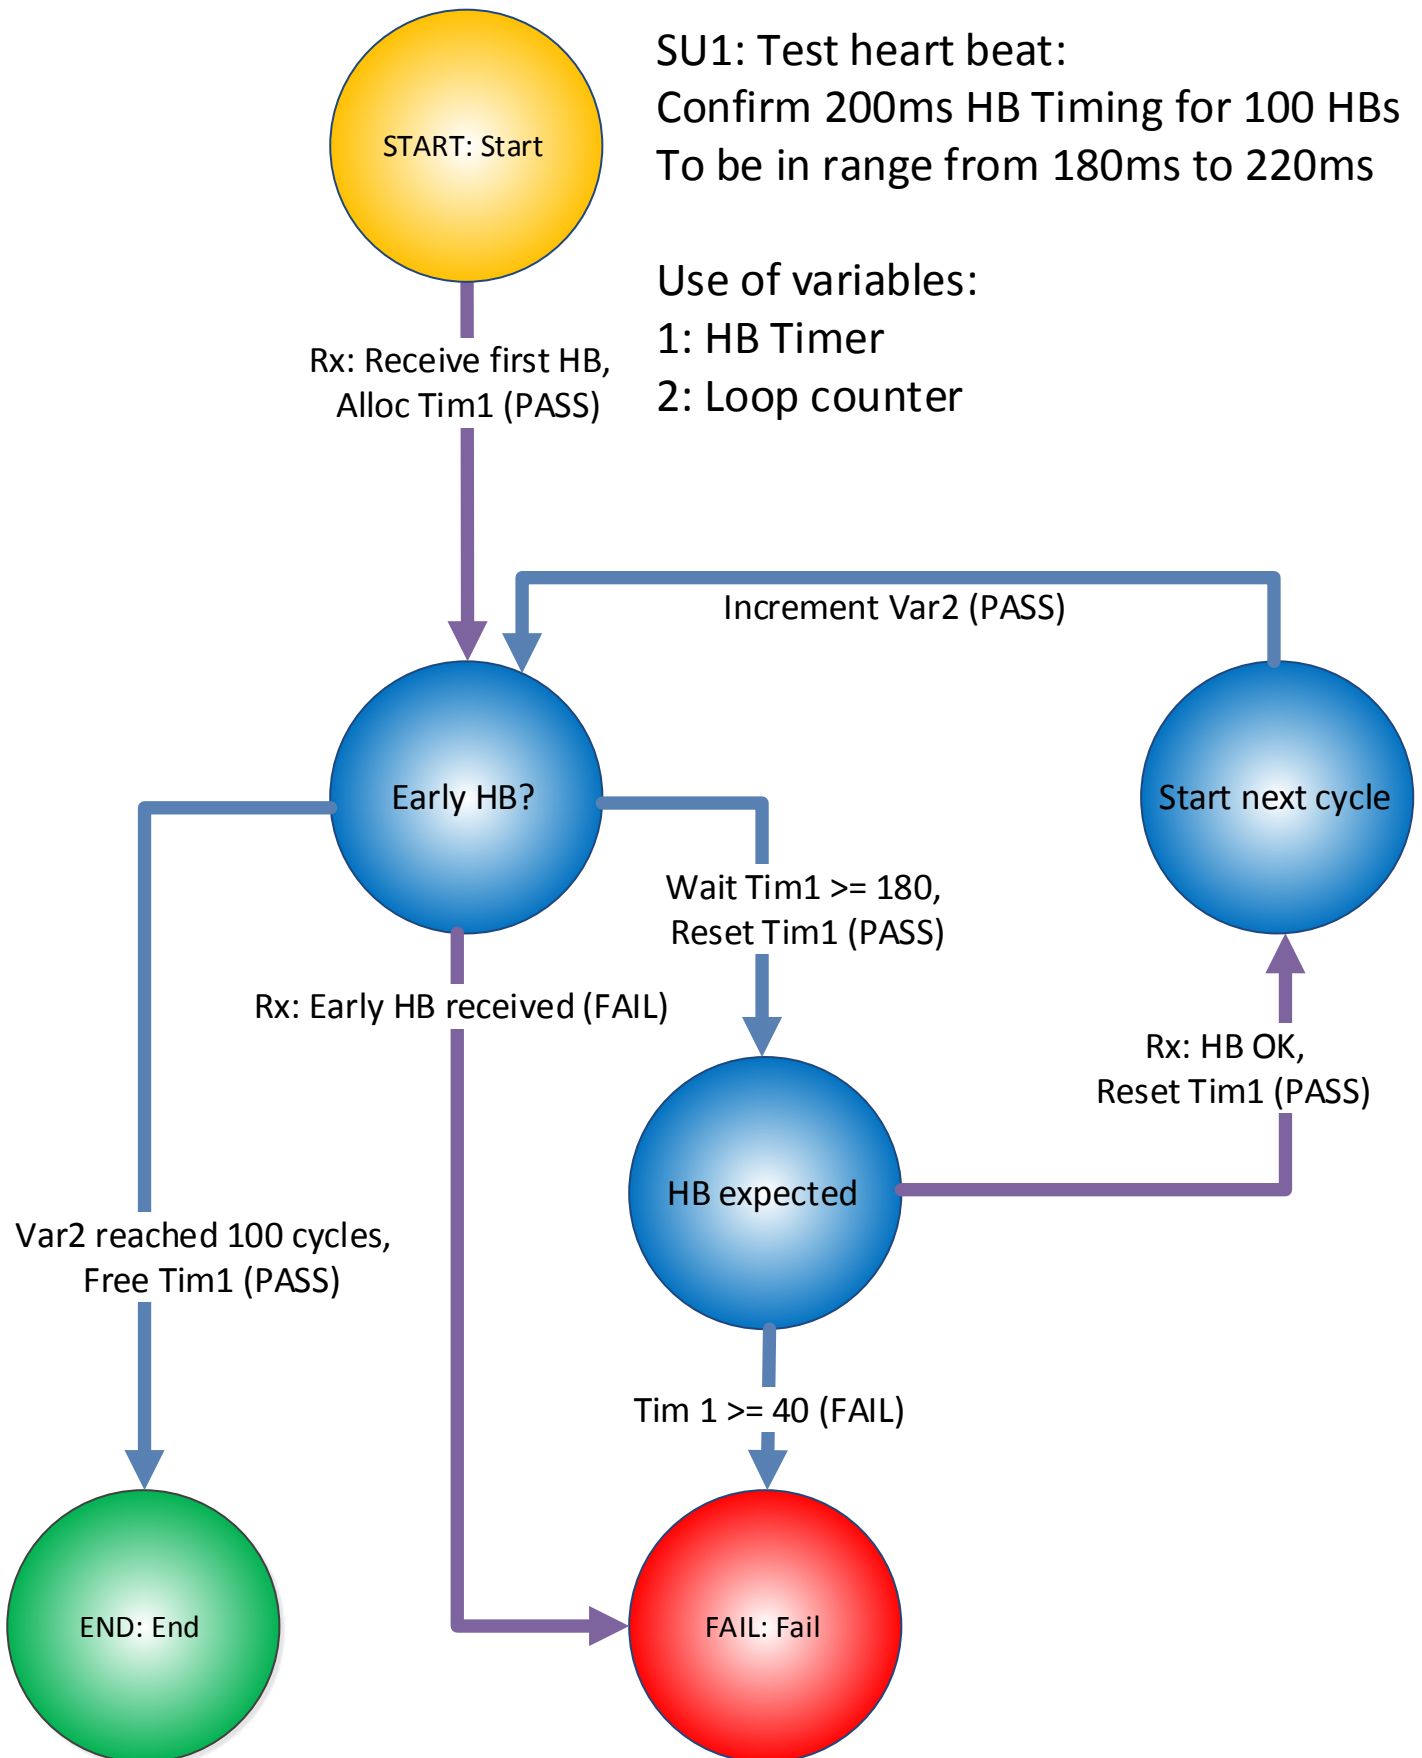 START: Start
SU1: Test heart beat:
Confirm 200ms HB Timing for 100 HBs
To be in range from 180ms to 220ms
Use of variables:
1: HB Timer
2: Loop counter
Rx: Receive first HB,
Alloc Tim1 (PASS)
Increment Var2 (PASS)
Early HB?
Start next cycle
Wait Tim1 >= 180,
Reset Tim1 (PASS)
Rx: Early HB received (FAIL)
Rx: HB OK,
Reset Tim1 (PASS)
HB expected
Var2 reached 100 cycles,
Free Tim1 (PASS)
Tim 1 >= 40 (FAIL)
END: End
FAIL: Fail